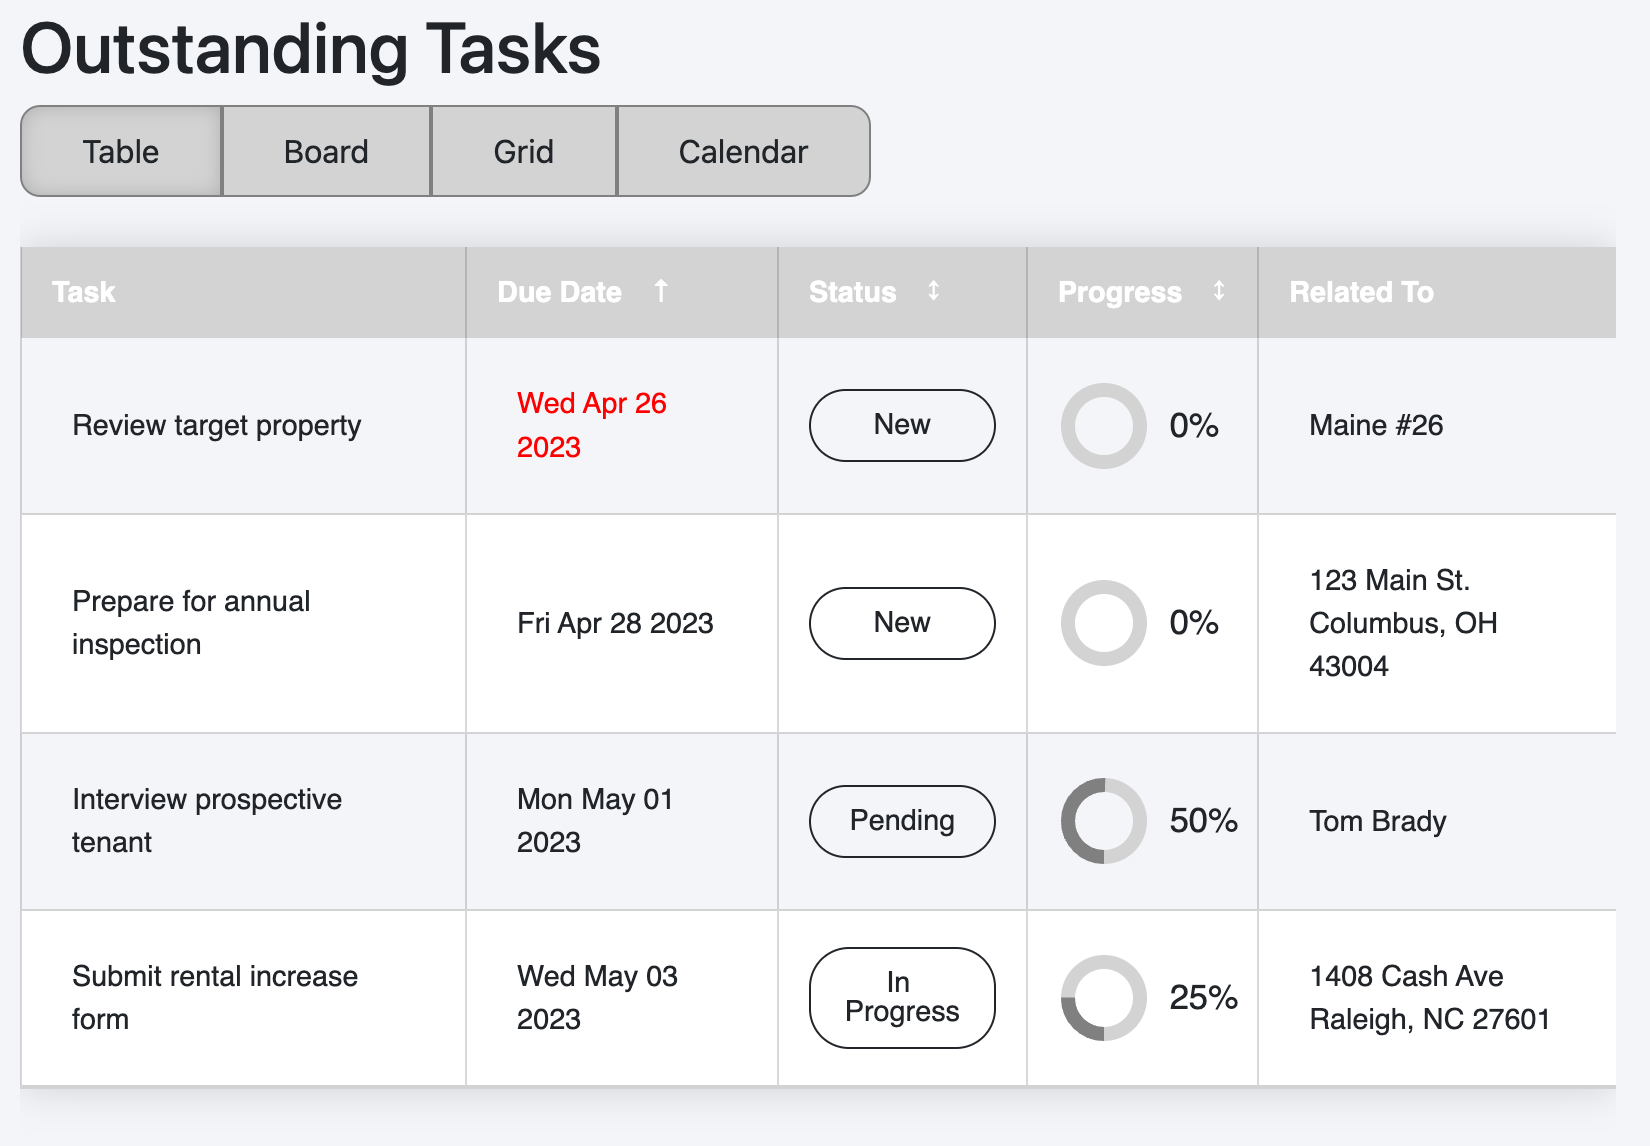 Outstanding Tasks
Table Board Grid Calendar
Task Due Date ↑ Status ↕ Progress ↕ Related To
Review target property
Wed Apr 26
2023
New
0%
Maine #26
Prepare for annual
inspection
Fri Apr 28 2023
New
0%
123 Main St.
Columbus, OH
43004
Interview prospective
tenant
Mon May 01
2023
Pending
50%
Tom Brady
Submit rental increase
form
Wed May 03
2023
In
Progress
25%
1408 Cash Ave
Raleigh, NC 27601